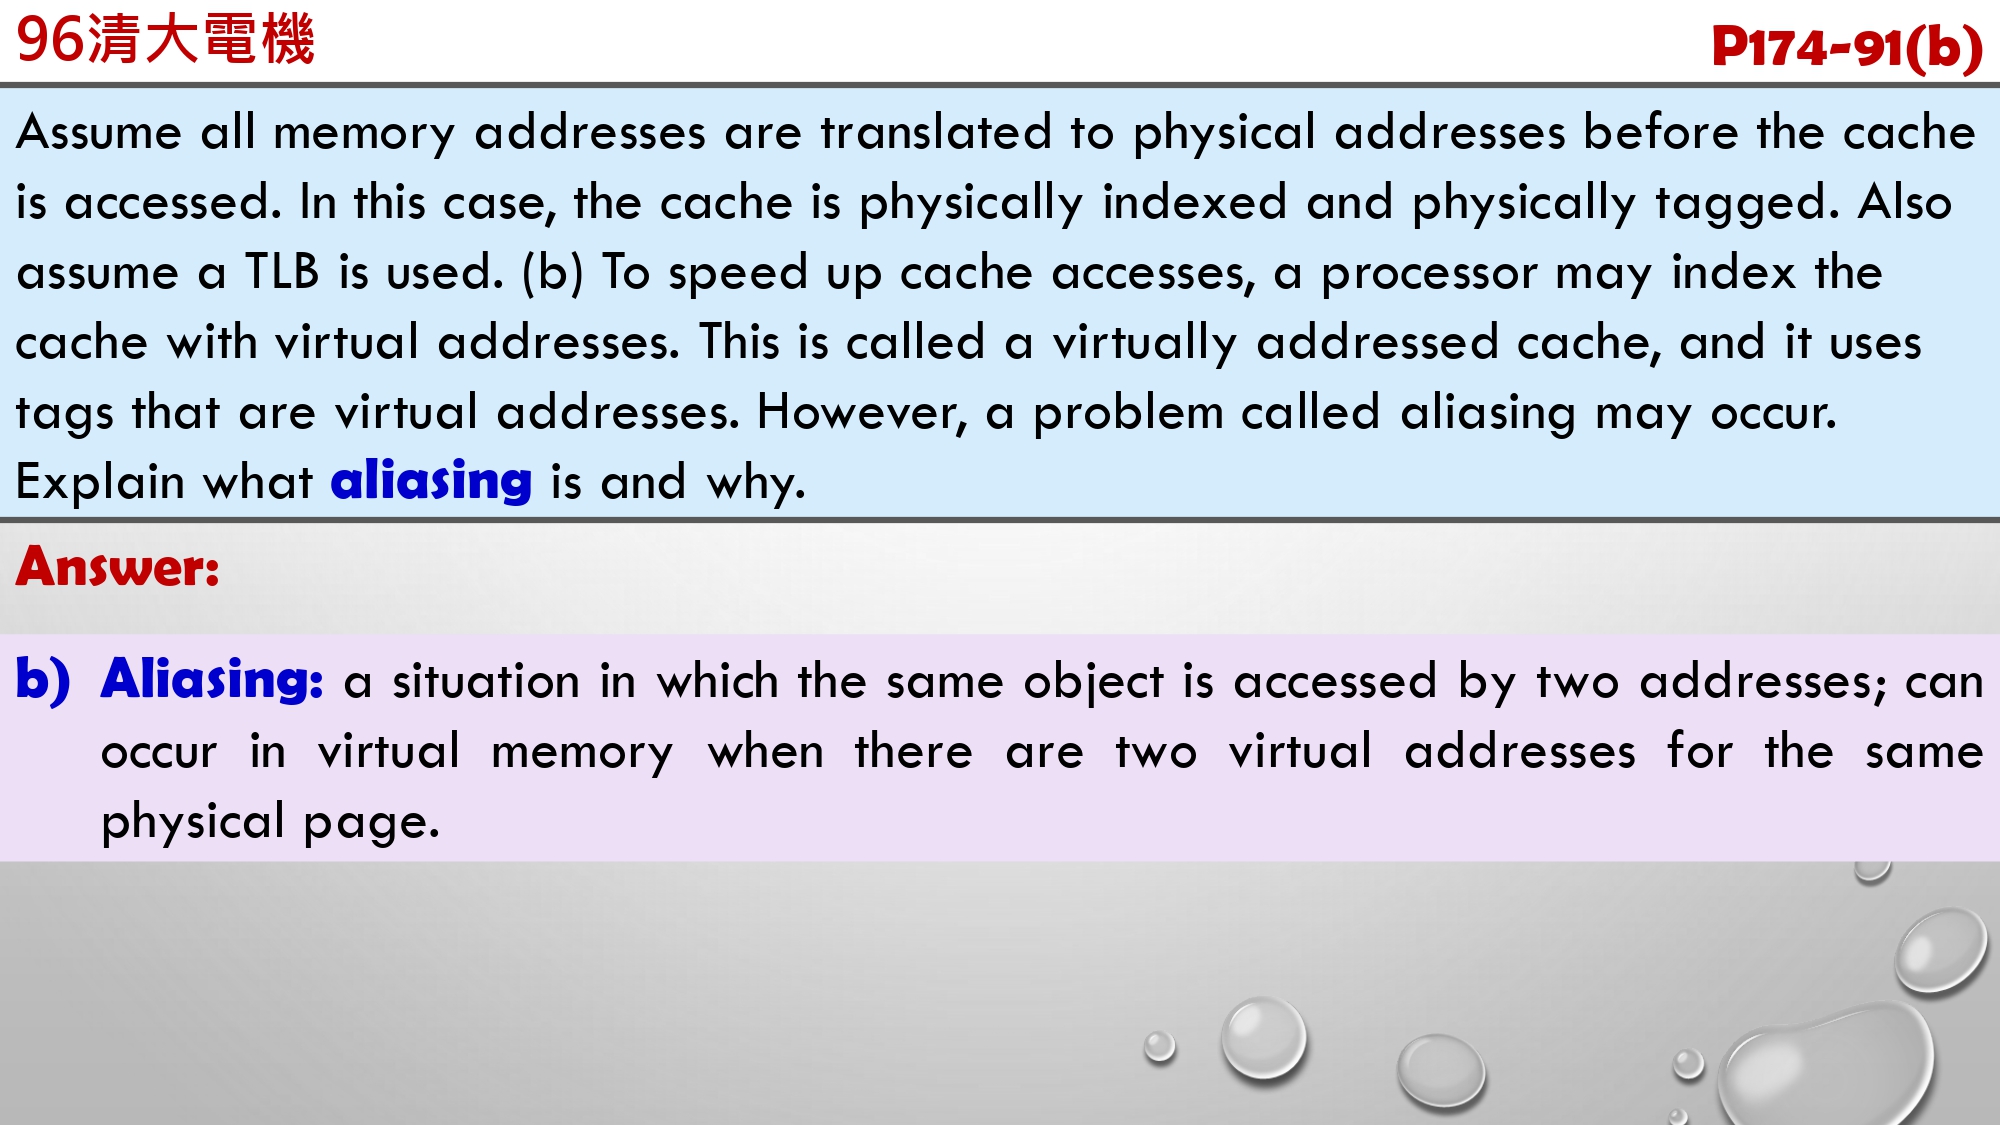 96清大電機
P174-91(b)
Assume all memory addresses are translated to physical addresses before the cache
is accessed. In this case, the cache is physically indexed and physically tagged. Also
assume a TLB is used. (b) To speed up cache accesses, a processor may index the
cache with virtual addresses. This is called a virtually addressed cache, and it uses
tags that are virtual addresses. However, a problem called aliasing may occur.
Explain what aliasing is and why.
Answer:
b) Aliasing: a situation in which the same object is accessed by two addresses; can
occur in virtual memory when there are two virtual addresses for the same
physical page.